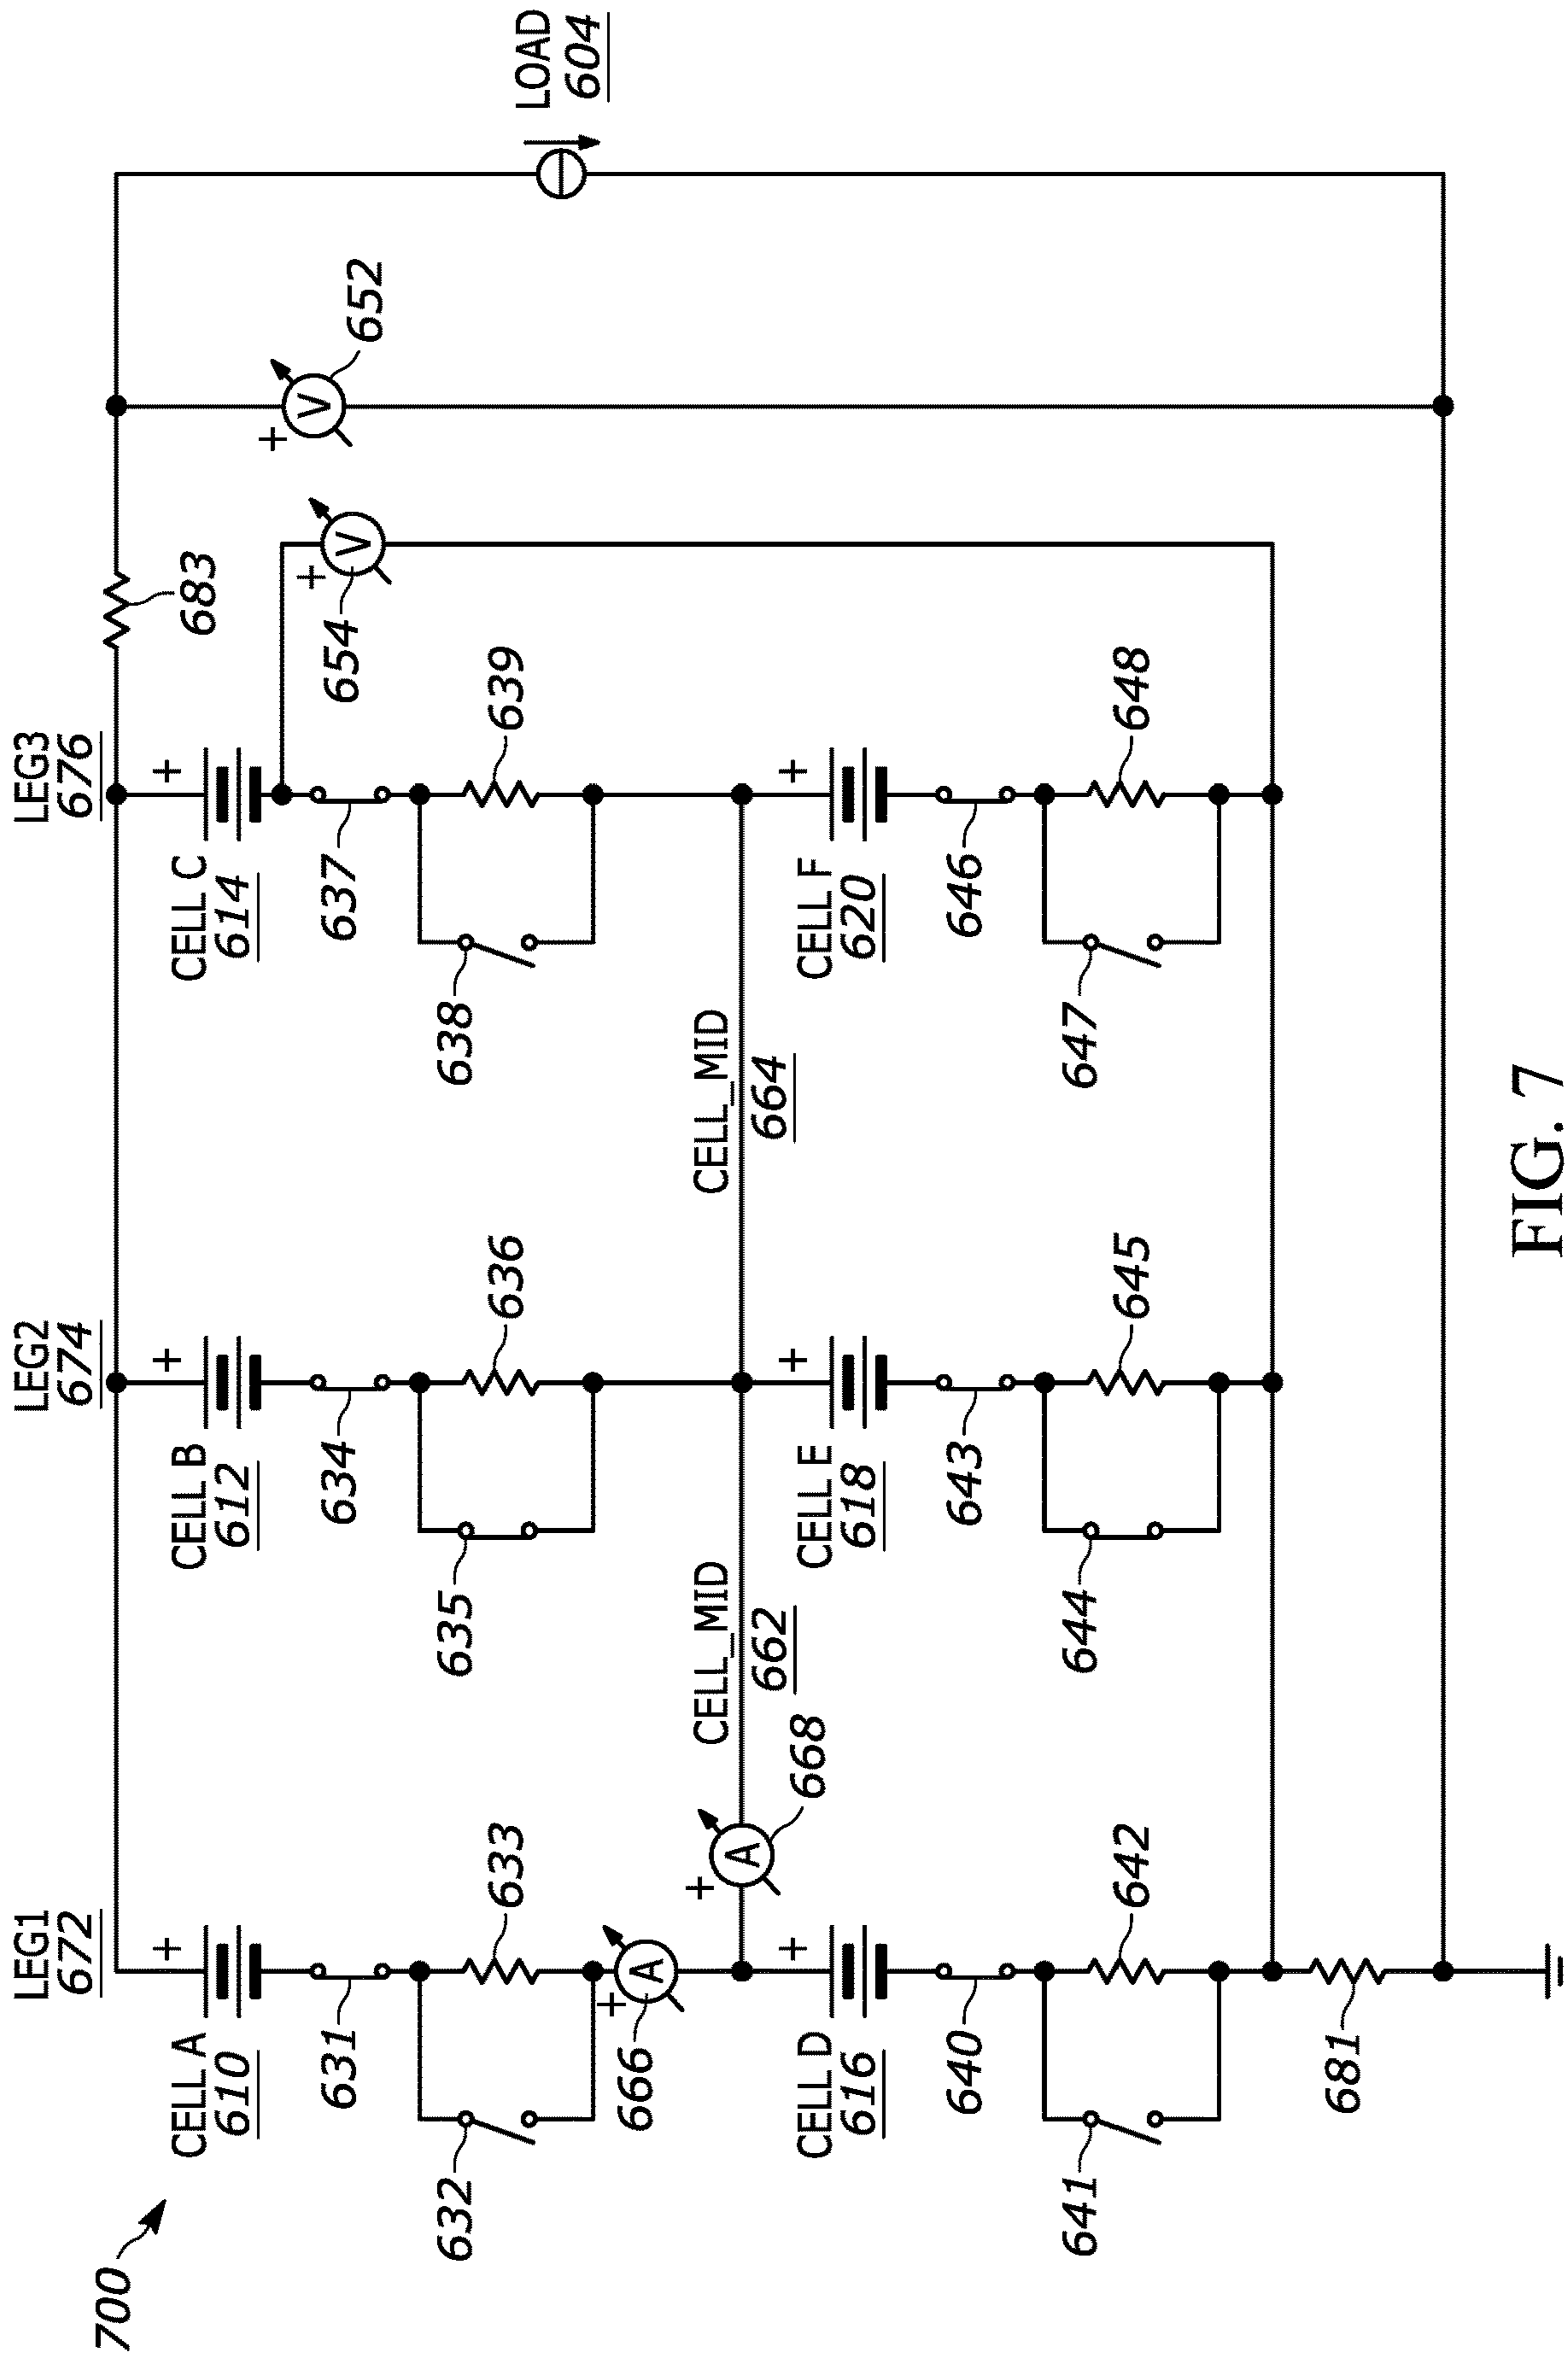 700
LEG1
672
LEG2
674
LEG3
676
CELL A
610
+
CELL B
612
+
CELL C
614
+
683
631
634
637
654
+
V
+
V
652
LOAD
604
632
633
635
636
638
639
666
+
A
+
A
668
CELL_MID
662
CELL_MID
664
CELL D
616
+
CELL E
618
+
CELL F
620
+
640
643
646
641
642
644
645
647
648
681
FIG. 7